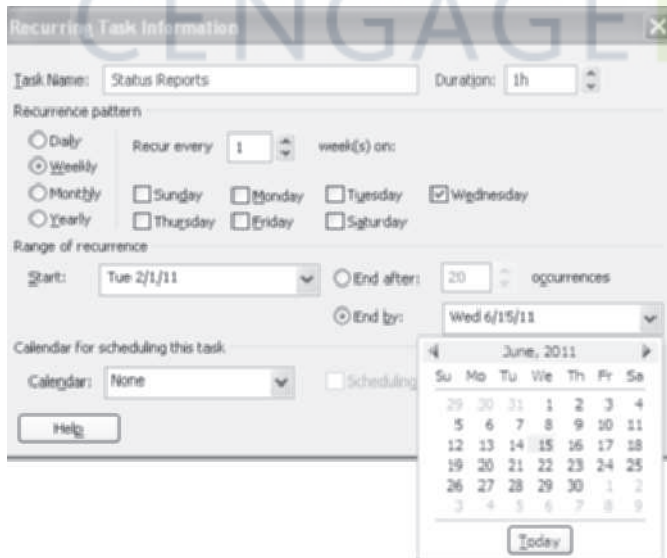 CENGAGE
Recurring Task Information
Task Name: Status Reports Duration: 1h
Recurrence pattern
Daily
Weekly
Monthly
Yearly
Recur every 1 week(s) on:
Sunday Monday Tuesday Wednesday
Thursday Friday Saturday
Range of recurrence
Start: Tue 2/1/11 End after: 20 occurrences
End by: Wed 6/15/11
Calendar for scheduling this task
Calendar: None Scheduling
Help
June, 2011
Su Mo Tu We Th Fr Sa
29 30 31 1 2 3 4
5 6 7 8 9 10 11
12 13 14 15 16 17 18
19 20 21 22 23 24 25
26 27 28 29 30 1 2
3 4 5 6 7 8 9
Today